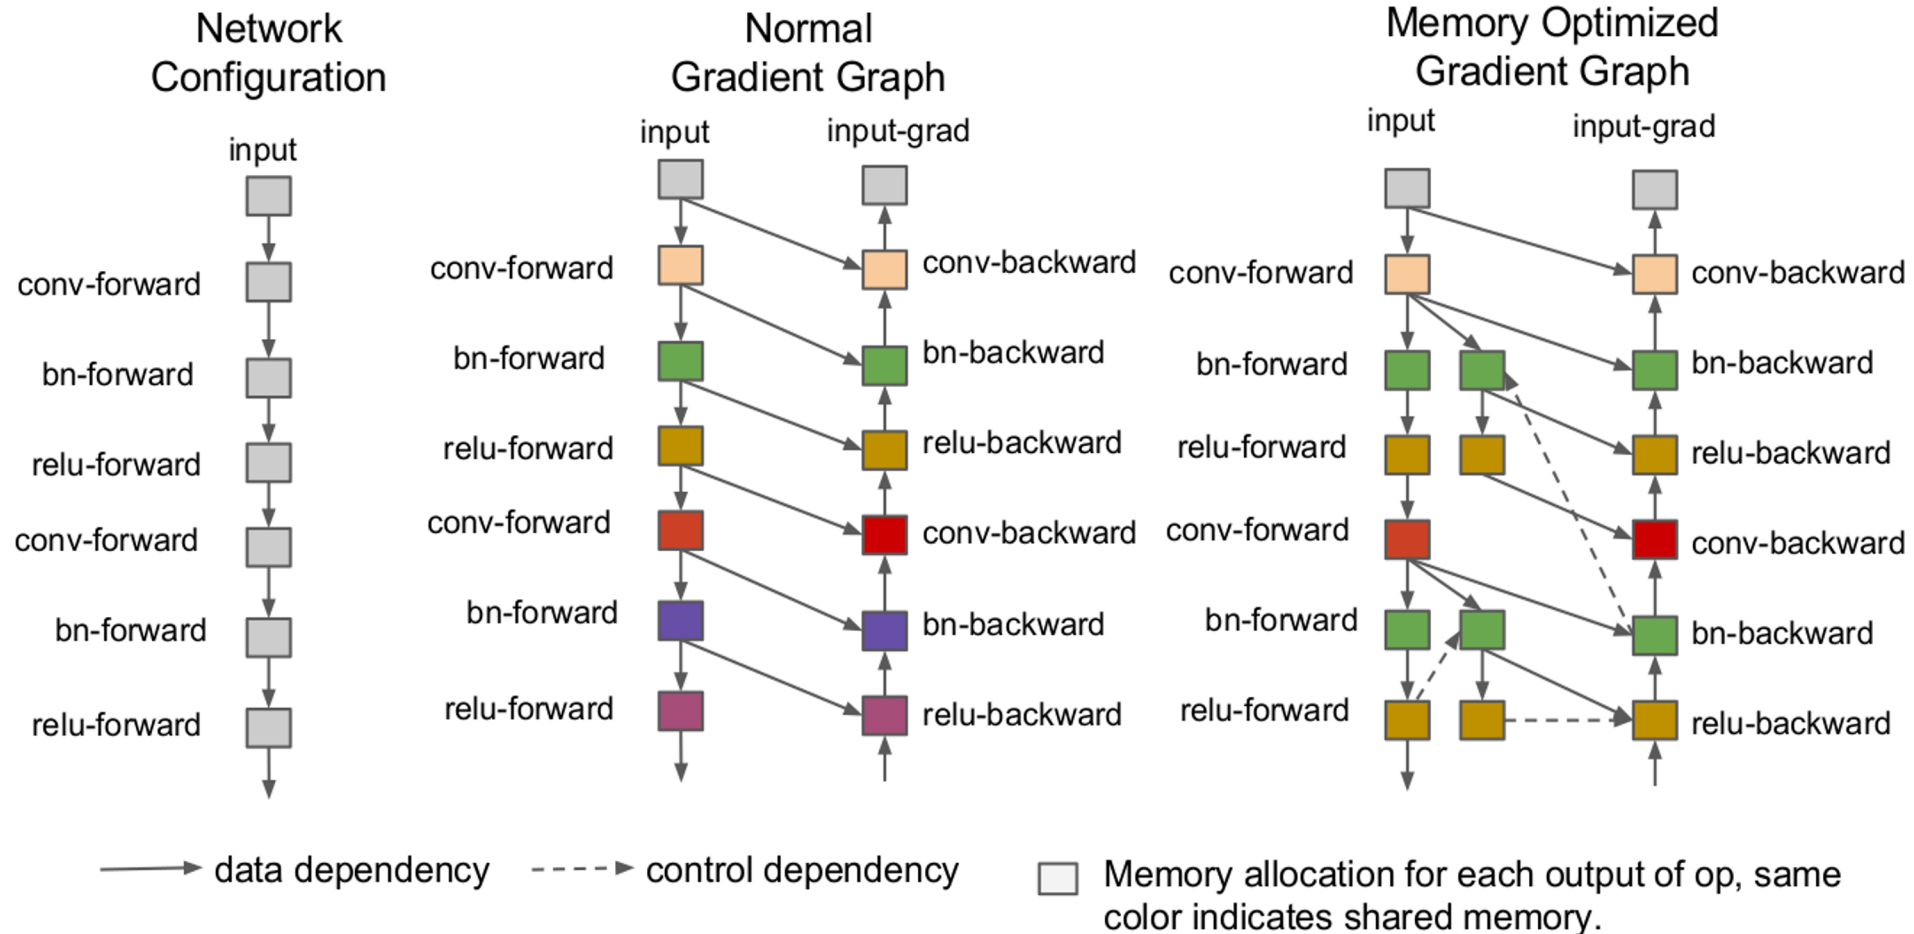 Network
Configuration
input
conv-forward
bn-forward
relu-forward
conv-forward
bn-forward
relu-forward
Normal
Gradient Graph
input
input-grad
conv-forward
conv-backward
bn-forward
bn-backward
relu-forward
relu-backward
conv-forward
conv-backward
bn-forward
bn-backward
relu-forward
relu-backward
Memory Optimized
Gradient Graph
input
input-grad
conv-forward
conv-backward
bn-forward
bn-backward
relu-forward
relu-backward
conv-forward
conv-backward
bn-forward
bn-backward
relu-forward
relu-backward
data dependency
control dependency
Memory allocation for each output of op, same
color indicates shared memory.